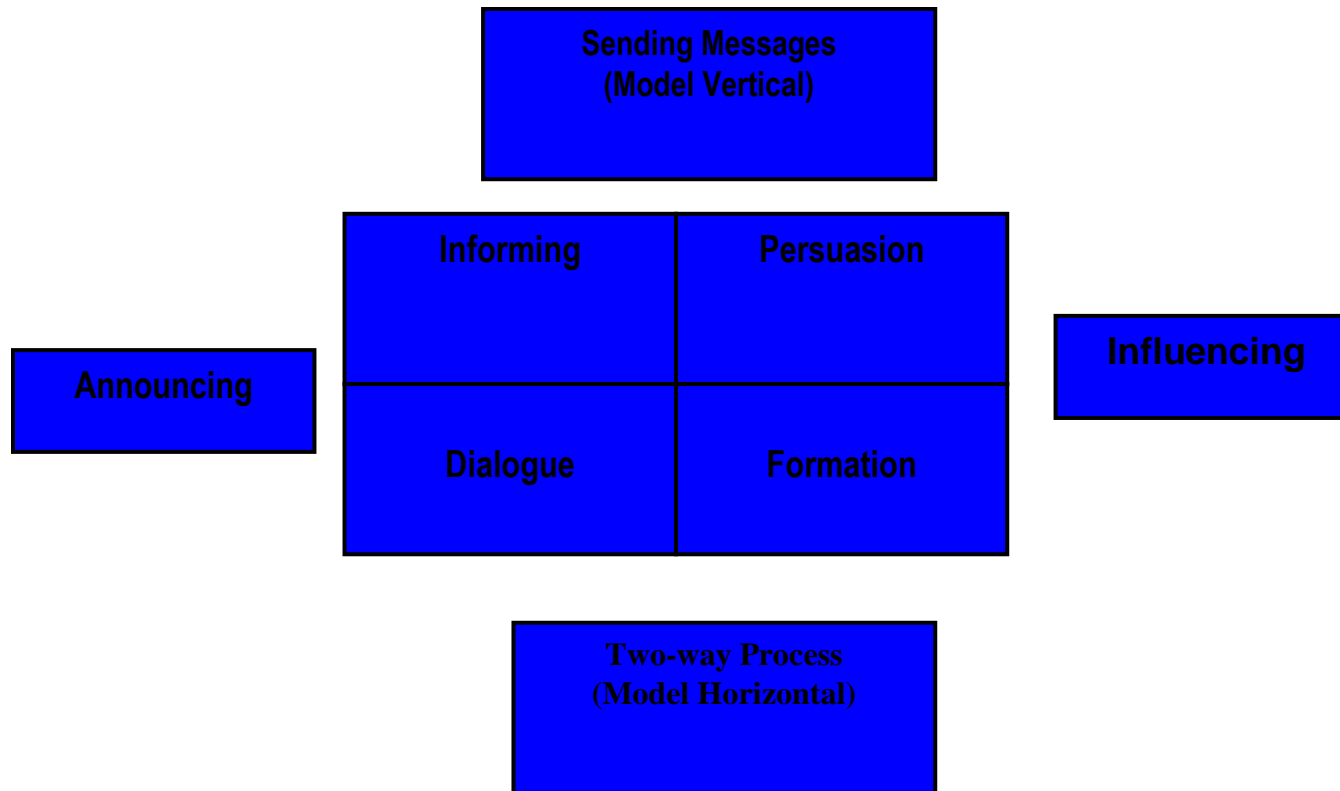 Sending Messages
(Model Vertical)
Informing
Persuasion
Announcing
Influencing
Dialogue
Formation
Two-way Process
(Model Horizontal)